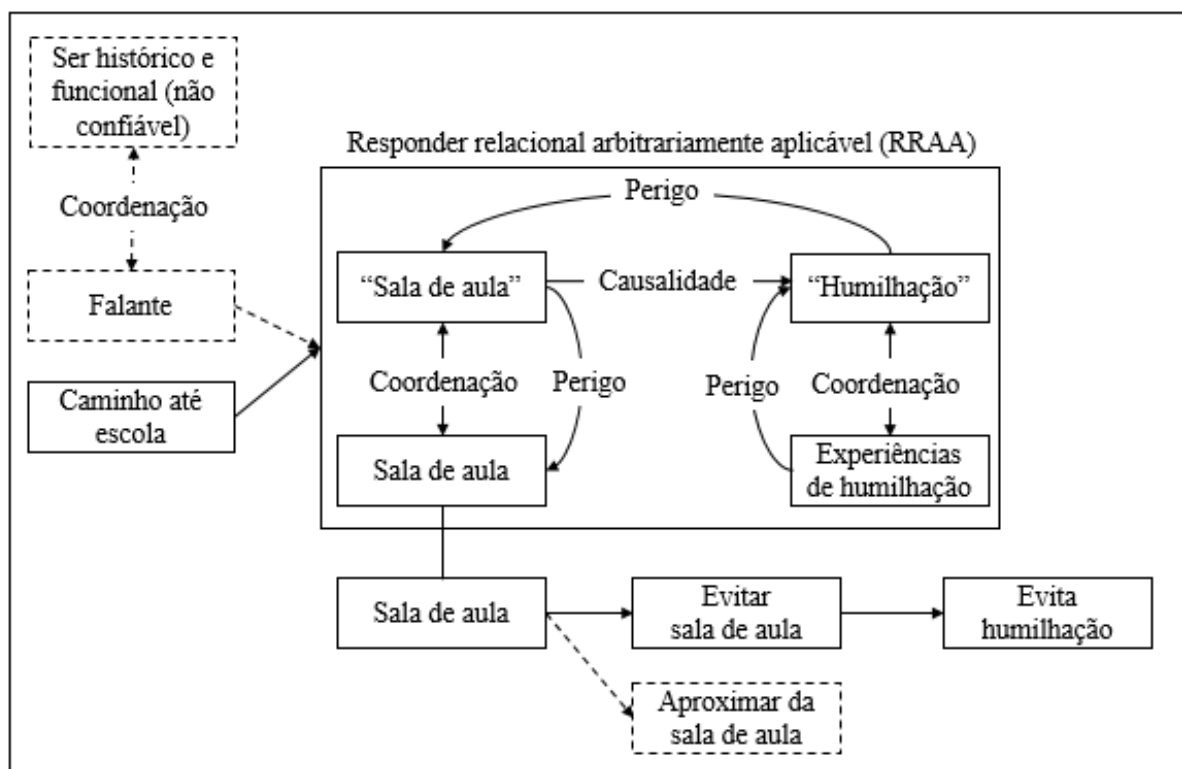 Ser histórico e
funcional (não
confiável)
Coordenação
Falante
Caminho até
escola
Responder relacional arbitrariamente aplicável (RRAA)
Perigo
“Sala de aula”
Causalidade
“Humilhação”
Coordenação
Perigo
Perigo
Coordenação
Sala de aula
Experiências
de humilhação
Sala de aula
Evitar
sala de aula
Evita
humilhação
Aproximar da
sala de aula